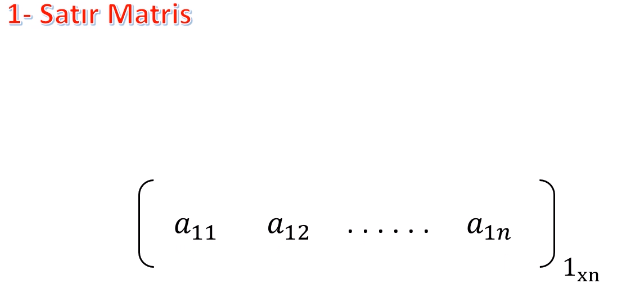 1- Satır Matris
a₁₁ a₁₂ ...... a₁ₙ
1ₓₙ